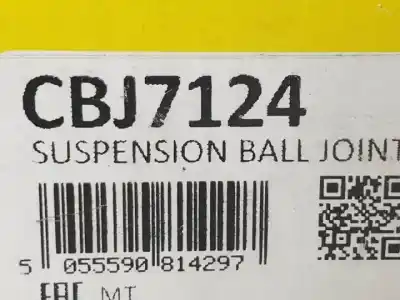 CBJ7124
SUSPENSION BALL JOINT
5 055590 814297
EAC MT